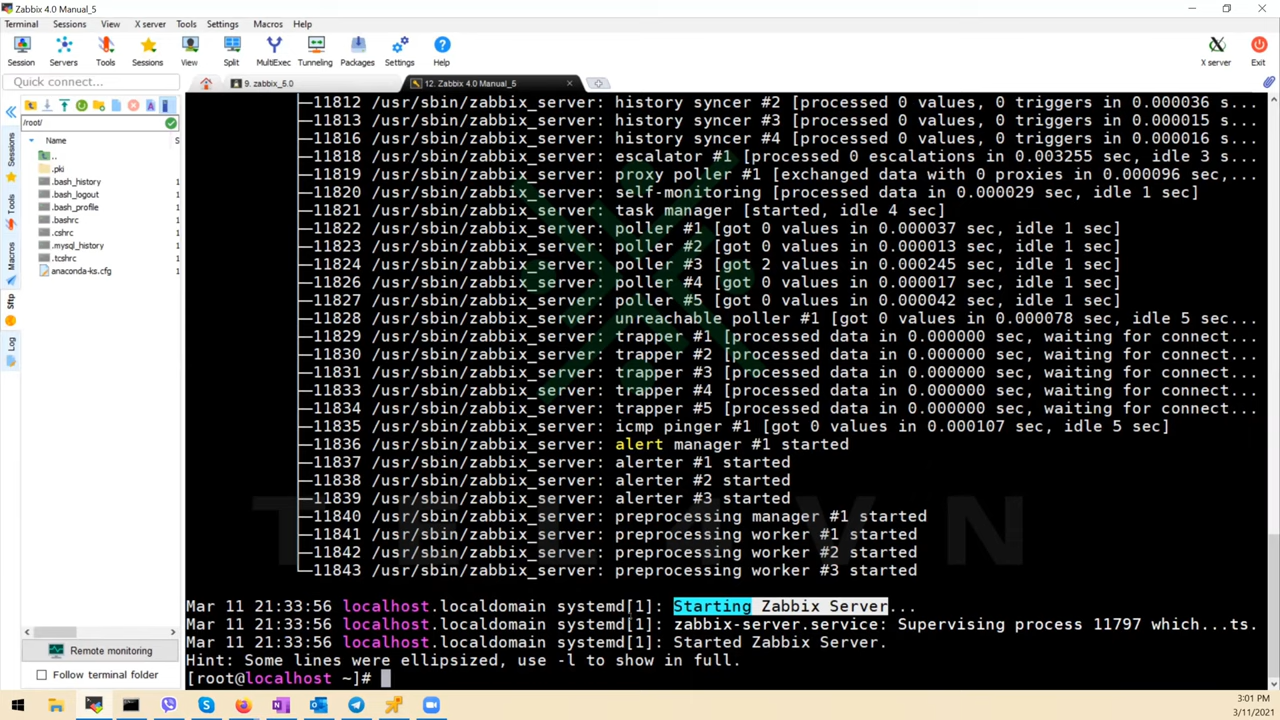 Zabbix 4.0 Manual_5
Terminal Sessions View X server Tools Settings Macros Help
Session Servers Tools Sessions View Split MultiExec Tunneling Packages Settings Help X server Exit
Quick connect...
9. zabbix_5.0
12. Zabbix 4.0 Manual_5
/root/
Name S
..
.pki
.bash_history 1
.bash_logout 1
.bash_profile 1
.bashrc 1
.cshrc 1
.mysql_history 1
.tcshrc 1
anaconda-ks.cfg 1
Sessions
Tools
Macros
Sftp
Log
├─11812 /usr/sbin/zabbix_server: history syncer #2 [processed 0 values, 0 triggers in 0.000036 s...
├─11813 /usr/sbin/zabbix_server: history syncer #3 [processed 0 values, 0 triggers in 0.000015 s...
├─11816 /usr/sbin/zabbix_server: history syncer #4 [processed 0 values, 0 triggers in 0.000016 s...
├─11818 /usr/sbin/zabbix_server: escalator #1 [processed 0 escalations in 0.003255 sec, idle 3 s...
├─11819 /usr/sbin/zabbix_server: proxy poller #1 [exchanged data with 0 proxies in 0.000096 sec,...
├─11820 /usr/sbin/zabbix_server: self-monitoring [processed data in 0.000029 sec, idle 1 sec]
├─11821 /usr/sbin/zabbix_server: task manager [started, idle 4 sec]
├─11822 /usr/sbin/zabbix_server: poller #1 [got 0 values in 0.000037 sec, idle 1 sec]
├─11823 /usr/sbin/zabbix_server: poller #2 [got 0 values in 0.000013 sec, idle 1 sec]
├─11824 /usr/sbin/zabbix_server: poller #3 [got 2 values in 0.000245 sec, idle 1 sec]
├─11826 /usr/sbin/zabbix_server: poller #4 [got 0 values in 0.000017 sec, idle 1 sec]
├─11827 /usr/sbin/zabbix_server: poller #5 [got 0 values in 0.000042 sec, idle 1 sec]
├─11828 /usr/sbin/zabbix_server: unreachable poller #1 [got 0 values in 0.000078 sec, idle 5 sec...
├─11829 /usr/sbin/zabbix_server: trapper #1 [processed data in 0.000000 sec, waiting for connect...
├─11830 /usr/sbin/zabbix_server: trapper #2 [processed data in 0.000000 sec, waiting for connect...
├─11831 /usr/sbin/zabbix_server: trapper #3 [processed data in 0.000000 sec, waiting for connect...
├─11833 /usr/sbin/zabbix_server: trapper #4 [processed data in 0.000000 sec, waiting for connect...
├─11834 /usr/sbin/zabbix_server: trapper #5 [processed data in 0.000000 sec, waiting for connect...
├─11835 /usr/sbin/zabbix_server: icmp pinger #1 [got 0 values in 0.000107 sec, idle 5 sec]
├─11836 /usr/sbin/zabbix_server: alert manager #1 started
├─11837 /usr/sbin/zabbix_server: alerter #1 started
├─11838 /usr/sbin/zabbix_server: alerter #2 started
├─11839 /usr/sbin/zabbix_server: alerter #3 started
├─11840 /usr/sbin/zabbix_server: preprocessing manager #1 started
├─11841 /usr/sbin/zabbix_server: preprocessing worker #1 started
├─11842 /usr/sbin/zabbix_server: preprocessing worker #2 started
└─11843 /usr/sbin/zabbix_server: preprocessing worker #3 started
TEL4VN
Mar 11 21:33:56 localhost.localdomain systemd[1]: Starting Zabbix Server...
Mar 11 21:33:56 localhost.localdomain systemd[1]: zabbix-server.service: Supervising process 11797 which...ts.
Mar 11 21:33:56 localhost.localdomain systemd[1]: Started Zabbix Server.
Hint: Some lines were ellipsized, use -l to show in full.
[root@localhost ~]#
Remote monitoring
Follow terminal folder
3:01 PM
3/11/2021